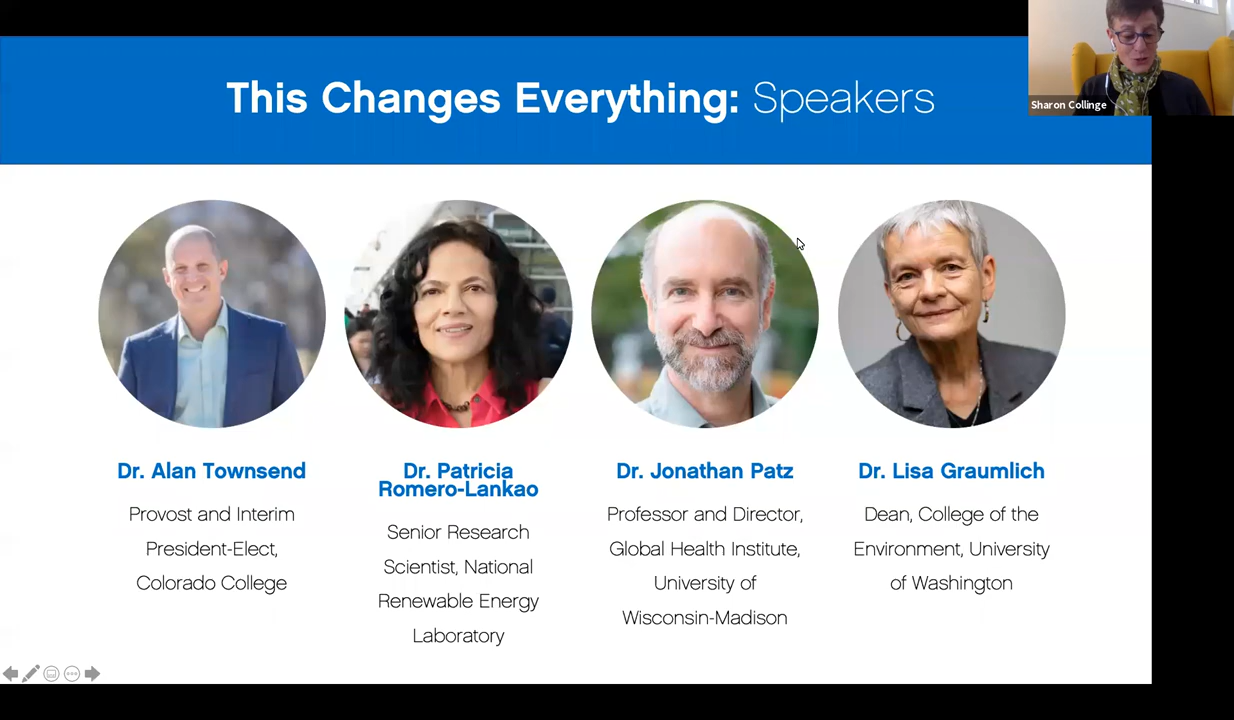 This Changes Everything: Speakers
Sharon Collinge
Dr. Alan Townsend
Provost and Interim
President-Elect,
Colorado College
Dr. Patricia
Romero-Lankao
Senior Research
Scientist, National
Renewable Energy
Laboratory
Dr. Jonathan Patz
Professor and Director,
Global Health Institute,
University of
Wisconsin-Madison
Dr. Lisa Graumlich
Dean, College of the
Environment, University
of Washington